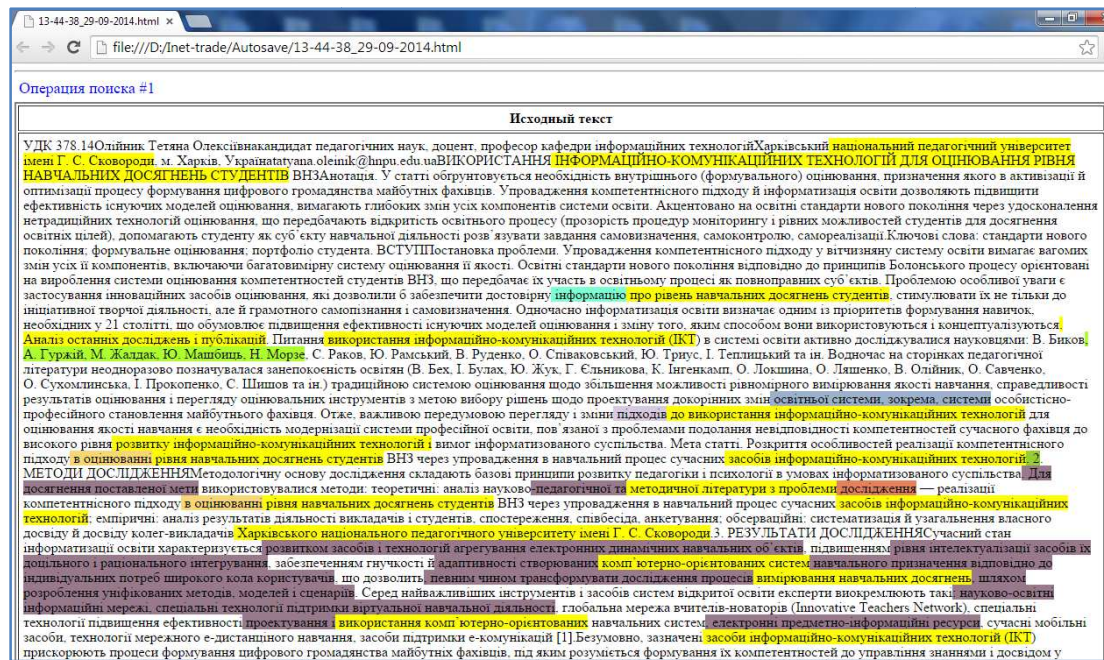 13-44-38_29-09-2014.html
file:///D:/Inet-trade/Autosave/13-44-38_29-09-2014.html
Операция поиска #1
Исходный текст
УДК 378.14Олійник Тетяна Олексіївнакандидат педагогічних наук, доцент, професор кафедри інформаційних технологійХарківський національний педагогічний університет
імені Г. С. Сковороди, м. Харків, Українаtatyana.oleinik@hnpu.edu.uaВИКОРИСТАННЯ ІНФОРМАЦІЙНО-КОМУНІКАЦІЙНИХ ТЕХНОЛОГІЙ ДЛЯ ОЦІНЮВАННЯ РІВНЯ
НАВЧАЛЬНИХ ДОСЯГНЕНЬ СТУДЕНТІВ ВНЗАнотація. У статті обґрунтовується необхідність внутрішнього (формувального) оцінювання, призначення якого в активізації й
оптимізації процесу формування цифрового громадянства майбутніх фахівців. Упровадження компетентнісного підходу й інформатизація освіти дозволяють підвищити
ефективність існуючих моделей оцінювання, вимагають глибоких змін усіх компонентів системи освіти. Акцентовано на освітні стандарти нового покоління через удосконалення
нетрадиційних технологій оцінювання, що передбачають відкритість освітнього процесу (прозорість процедур моніторингу і рівних можливостей студентів для досягнення
освітніх цілей), допомагають студенту як суб’єкту навчальної діяльності розв’язувати завдання самовизначення, самоконтролю, самореалізації.Ключові слова: стандарти нового
покоління; формувальне оцінювання; портфоліо студента. ВСТУППостановка проблеми. Упровадження компетентнісного підходу у вітчизняну систему освіти вимагає вагомих
змін усіх її компонентів, включаючи багатовимірну систему оцінювання її якості. Освітні стандарти нового покоління відповідно до принципів Болонського процесу орієнтовані
на вироблення системи оцінювання компетентностей студентів ВНЗ, що передбачає їх участь в освітньому процесі як повноправних суб’єктів. Проблемою особливої уваги є
застосування інноваційних засобів оцінювання, які дозволили б забезпечити достовірну інформацію про рівень навчальних досягнень студентів, стимулювати їх не тільки до
ініціативної творчої діяльності, але й грамотного самопізнання і самовизначення. Одночасно інформатизація освіти визначає одним із пріоритетів формування навичок,
необхідних у 21 столітті, що обумовлює підвищення ефективності існуючих моделей оцінювання і зміну того, яким способом вони використовуються і концептуалізуються.
Аналіз останніх досліджень і публікацій. Питання використання інформаційно-комунікаційних технологій (ІКТ) в системі освіти активно досліджувалися науковцями: В. Биков,
А. Гуржій, М. Жалдак, Ю. Машбиць, Н. Морзе, С. Раков, Ю. Рамський, В. Руденко, О. Співаковський, Ю. Триус, І. Теплицький та ін. Водночас на сторінках педагогічної
літератури неодноразово позначувалася занепокоєність освітян (В. Бех, І. Булах, Ю. Жук, Г. Єльникова, К. Інгенкамп, О. Локшина, О. Ляшенко, В. Олійник, О. Савченко,
О. Сухомлинська, І. Прокопенко, С. Шишов та ін.) традиційною системою оцінювання щодо збільшення можливості рівномірного вимірювання якості навчання, справедливості
результатів оцінювання і перегляду оцінювальних інструментів з метою вибору рішень щодо проектування докорінних змін освітньої системи, зокрема, системи особистісно-
професійного становлення майбутнього фахівця. Отже, важливою передумовою перегляду і зміни підходів до використання інформаційно-комунікаційних технологій для
оцінювання якості навчання є необхідність модернізації системи професійної освіти, пов’язаної з проблемами подолання невідповідності компетентностей сучасного фахівця до
високого рівня розвитку інформаційно-комунікаційних технологій і вимог інформатизованого суспільства. Мета статті. Розкриття особливостей реалізації компетентнісного
підходу в оцінюванні рівня навчальних досягнень студентів ВНЗ через упровадження в навчальний процес сучасних засобів інформаційно-комунікаційних технологій. 2.
МЕТОДИ ДОСЛІДЖЕННЯМетодологічну основу дослідження складають базові принципи розвитку педагогіки і психології в умовах інформатизованого суспільства. Для
досягнення поставленої мети використовувалися методи: теоретичні: аналіз науково-педагогічної та методичної літератури з проблеми дослідження — реалізації
компетентнісного підходу в оцінюванні рівня навчальних досягнень студентів ВНЗ через упровадження в навчальний процес сучасних засобів інформаційно-комунікаційних
технологій; емпіричні: аналіз результатів діяльності викладачів і студентів, спостереження, співбесіда, анкетування; обсерваційні: систематизація й узагальнення власного
досвіду й досвіду колег-викладачів Харківського національного педагогічного університету імені Г. С. Сковороди.3. РЕЗУЛЬТАТИ ДОСЛІДЖЕННЯСучасний стан
інформатизації освіти характеризується розвитком засобів і технологій агрегування електронних динамічних навчальних об’єктів, підвищенням рівня інтелектуалізації засобів їх
доцільного і раціонального інтегрування, забезпеченням гнучкості й адаптивності створюваних комп’ютерно-орієнтованих систем навчального призначення відповідно до
індивідуальних потреб широкого кола користувачів, що дозволить, певним чином трансформувати дослідження процесів вимірювання навчальних досягнень, шляхом
розроблення уніфікованих методів, моделей і сценаріїв. Серед найважливіших інструментів і засобів систем відкритої освіти експерти виокремлюють такі: науково-освітні
інформаційні мережі, спеціальні технології підтримки віртуальної навчальної діяльності, глобальна мережа вчителів-новаторів (Innovative Teachers Network), спеціальні
технології підвищення ефективності проектування і використання комп’ютерно-орієнтованих навчальних систем, електронні предметно-інформаційні ресурси, сучасні мобільні
засоби, технології мережного е-дистанційного навчання, засоби підтримки е-комунікацій [1].Безумовно, зазначені засоби інформаційно-комунікаційних технологій (ІКТ)
прискорюють процеси формування цифрового громадянства майбутніх фахівців, під яким розуміється формування їх компетентностей до управління знаннями і досвідом у